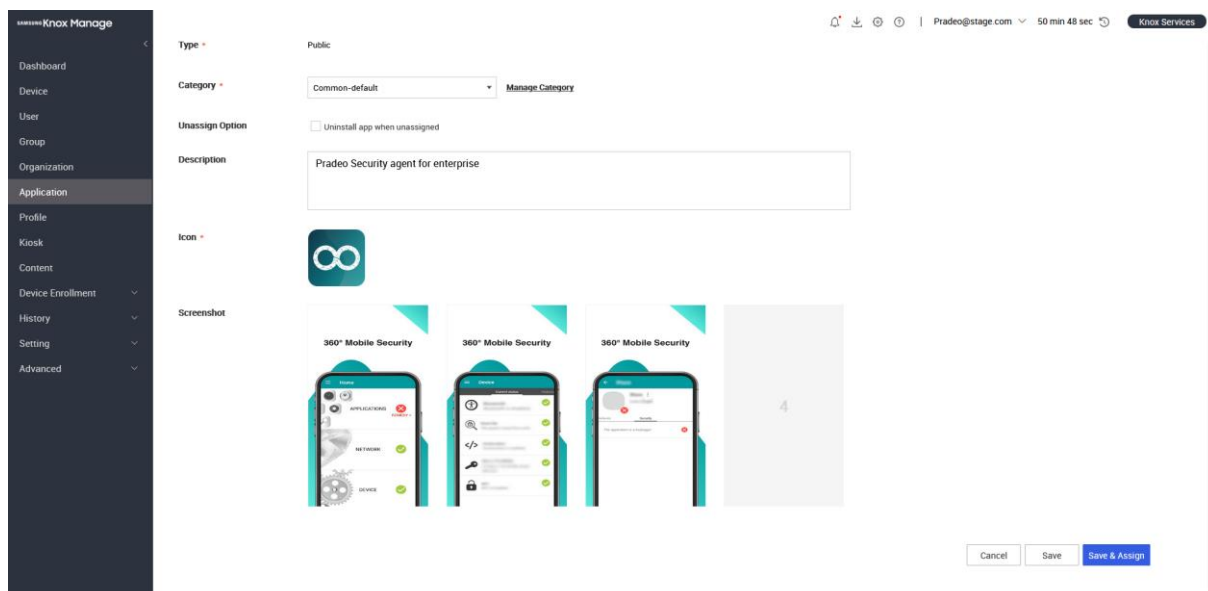 SAMSUNG Knox Manage
Pradeo@stage.com
50 min 48 sec
Knox Services
Dashboard
Device
User
Group
Organization
Application
Profile
Kiosk
Content
Device Enrollment
History
Setting
Advanced
Type *
Public
Category *
Common-default
Manage Category
Unassign Option
Uninstall app when unassigned
Description
Pradeo Security agent for enterprise
Icon *
Screenshot
360° Mobile Security
Home
APPLICATIONS
NETWORK
DEVICE
360° Mobile Security
Device
360° Mobile Security
4
Cancel
Save
Save & Assign